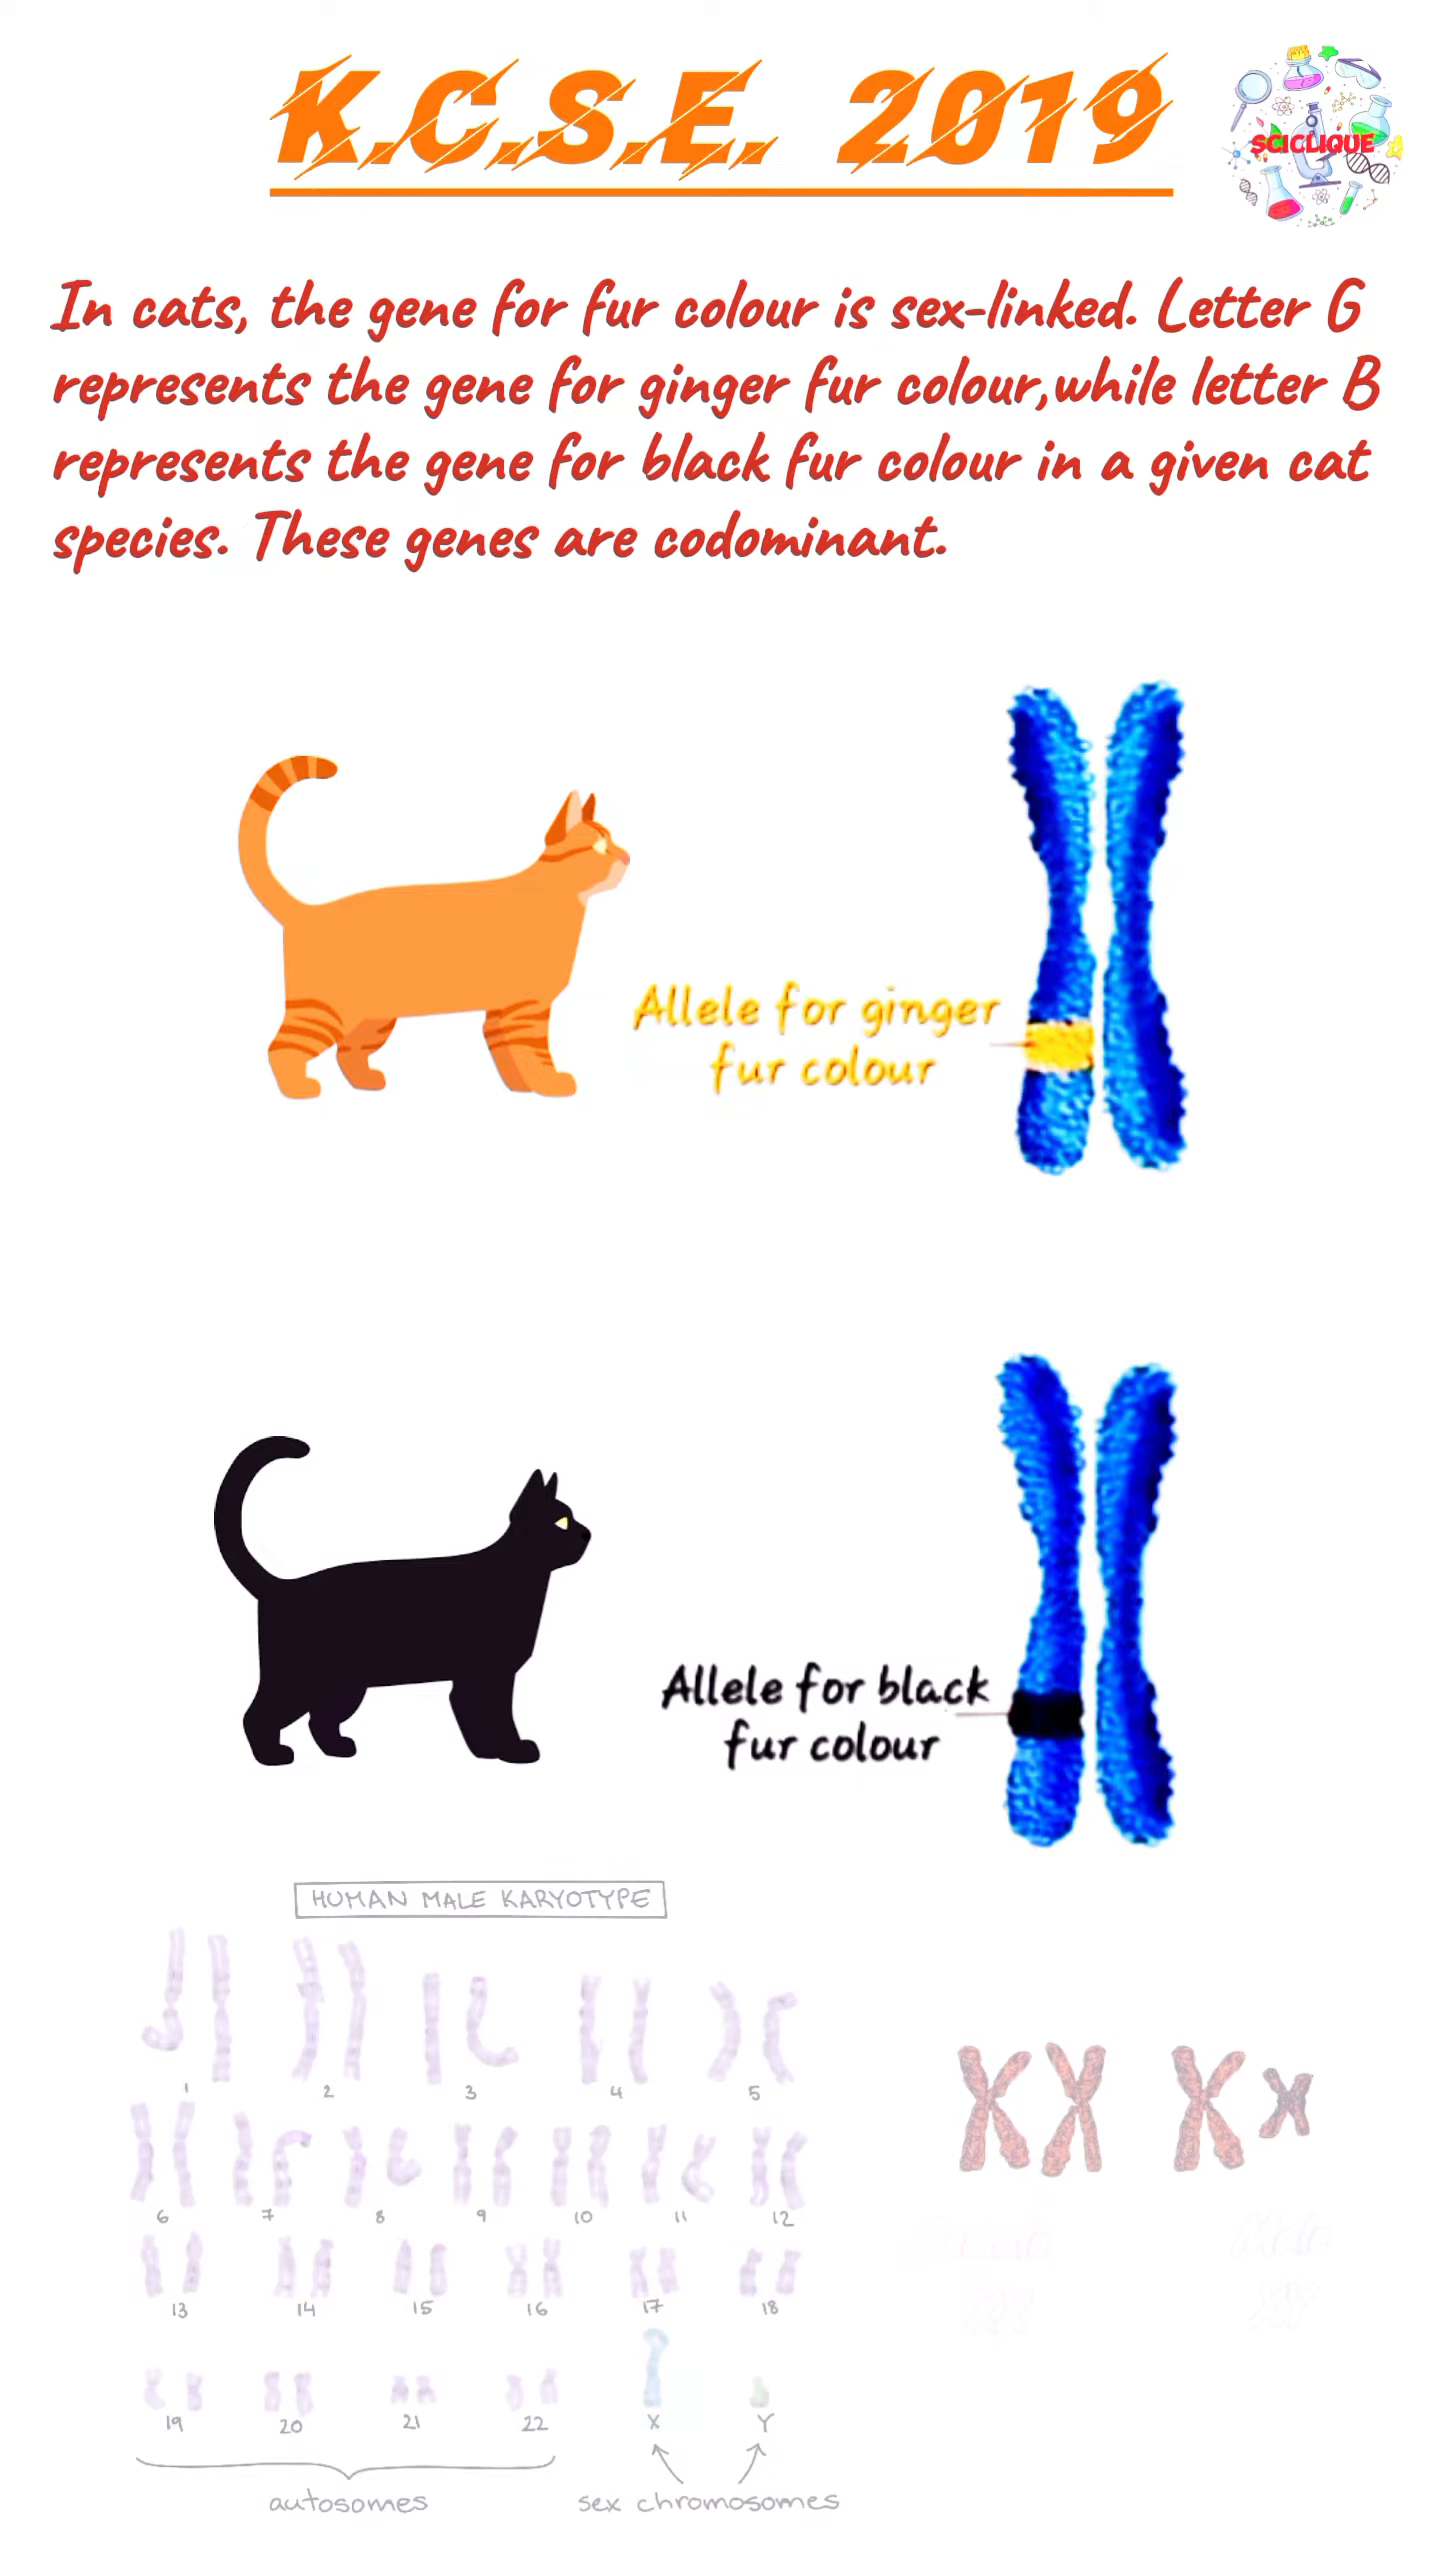 K.C.S.E. 2019
SCICLIQUE
In cats, the gene for fur colour is sex-linked. Letter G
represents the gene for ginger fur colour,while letter B
represents the gene for black fur colour in a given cat
species. These genes are codominant.
Allele for ginger
fur colour
Allele for black
fur colour
HUMAN MALE KARYOTYPE
1 2 3 4 5
6 7 8 9 10 11 12
13 14 15 16 17 18
Male
XY
19 20 21 22 X Y
autosomes sex chromosomes